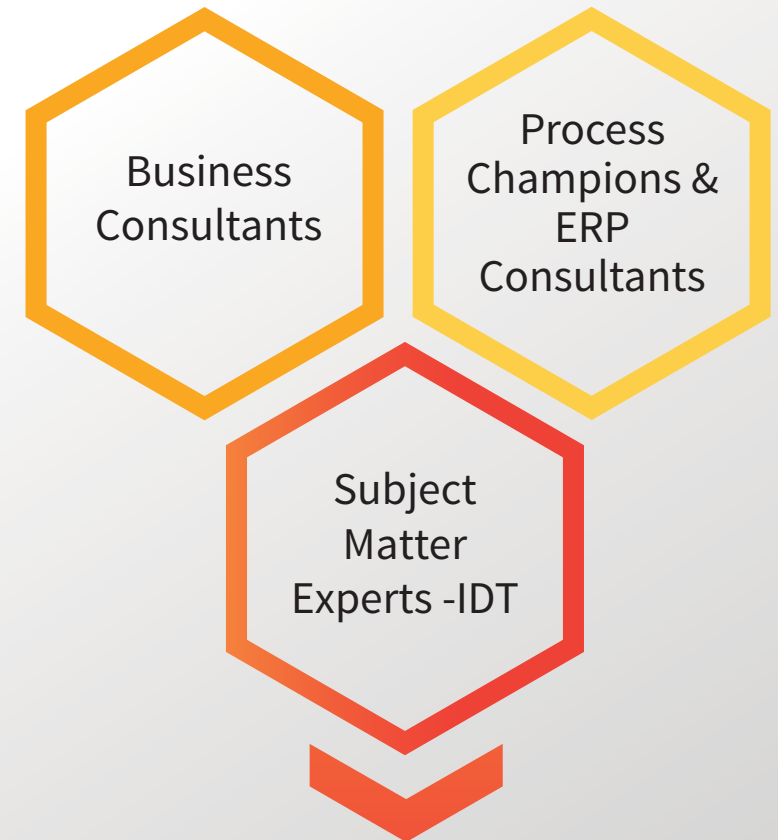 Business
Consultants
Process
Champions &
ERP
Consultants
Subject
Matter
Experts -IDT